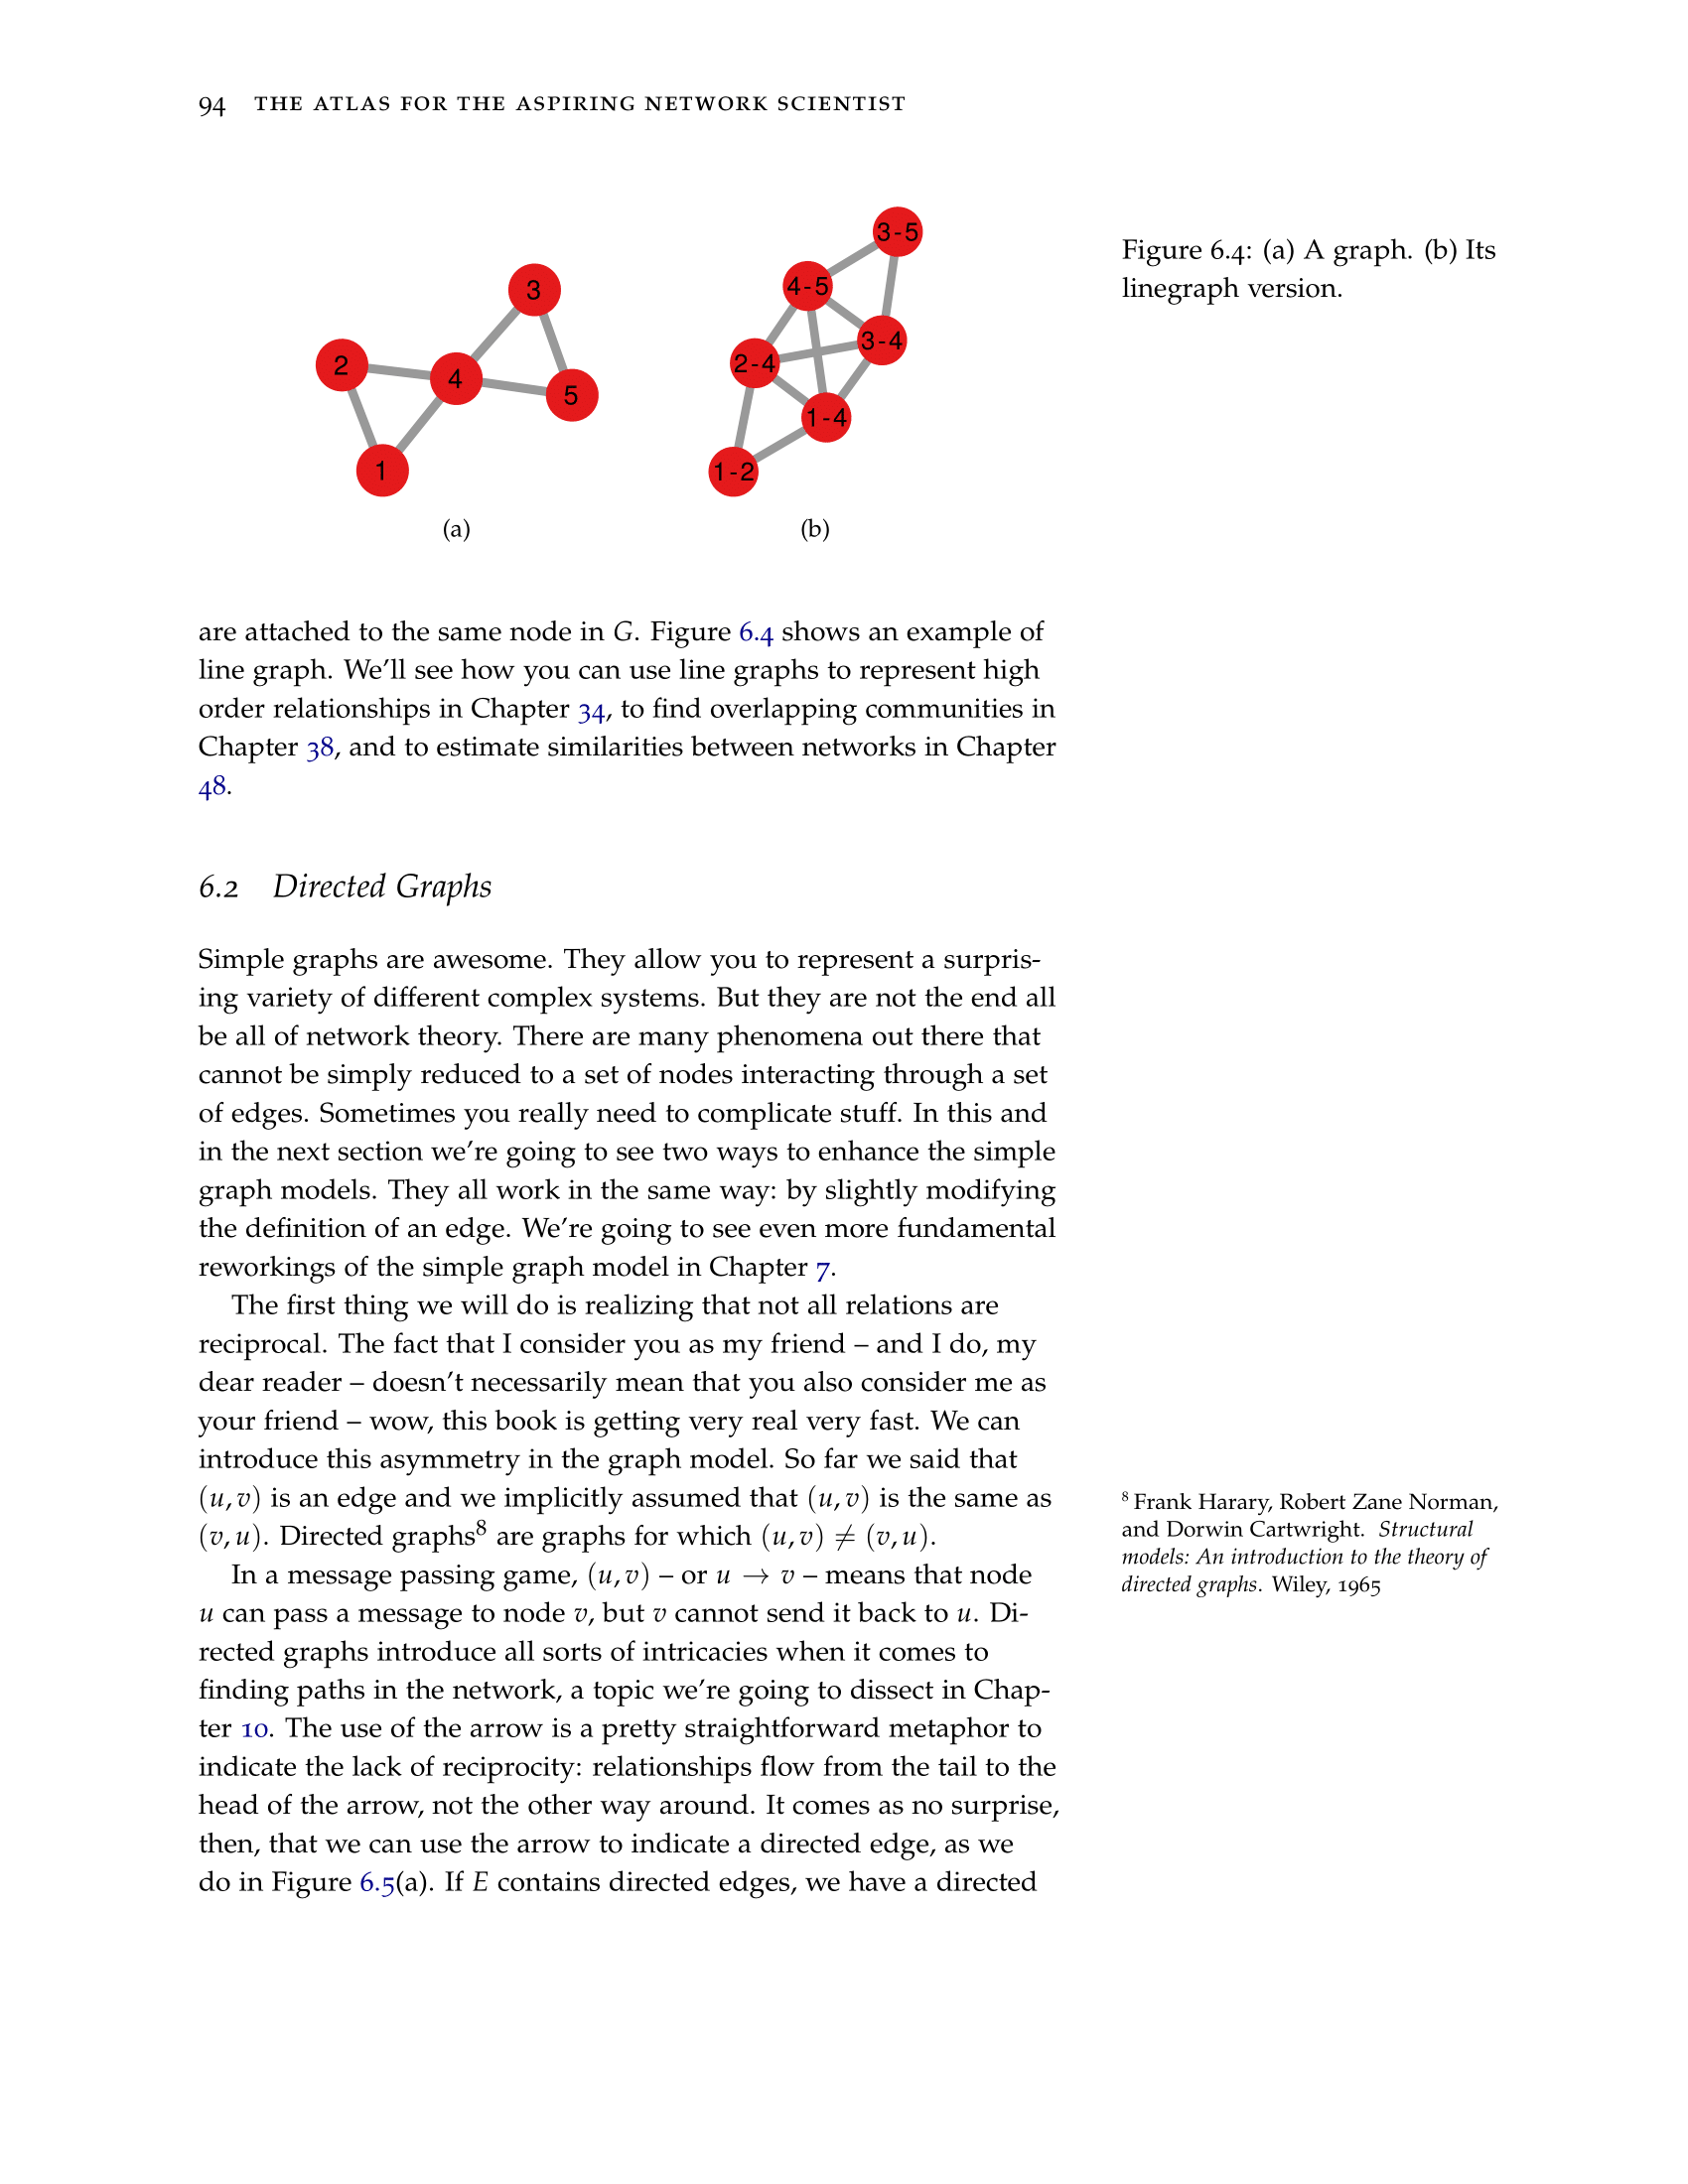 94 THE ATLAS FOR THE ASPIRING NETWORK SCIENTIST
3
2
4
5
1
(a)
3-5
4-5
3-4
2-4
1-4
1-2
(b)
Figure 6.4: (a) A graph. (b) Its
linegraph version.
are attached to the same node in G. Figure 6.4 shows an example of
line graph. We’ll see how you can use line graphs to represent high
order relationships in Chapter 34, to find overlapping communities in
Chapter 38, and to estimate similarities between networks in Chapter
48.
6.2 Directed Graphs
Simple graphs are awesome. They allow you to represent a surpris-
ing variety of different complex systems. But they are not the end all
be all of network theory. There are many phenomena out there that
cannot be simply reduced to a set of nodes interacting through a set
of edges. Sometimes you really need to complicate stuff. In this and
in the next section we’re going to see two ways to enhance the simple
graph models. They all work in the same way: by slightly modifying
the definition of an edge. We’re going to see even more fundamental
reworkings of the simple graph model in Chapter 7.
The first thing we will do is realizing that not all relations are
reciprocal. The fact that I consider you as my friend – and I do, my
dear reader – doesn’t necessarily mean that you also consider me as
your friend – wow, this book is getting very real very fast. We can
introduce this asymmetry in the graph model. So far we said that
(u, v) is an edge and we implicitly assumed that (u, v) is the same as
(v, u). Directed graphs⁸ are graphs for which (u, v) ≠ (v, u).
In a message passing game, (u, v) – or u → v – means that node
u can pass a message to node v, but v cannot send it back to u. Di-
rected graphs introduce all sorts of intricacies when it comes to
finding paths in the network, a topic we’re going to dissect in Chap-
ter 10. The use of the arrow is a pretty straightforward metaphor to
indicate the lack of reciprocity: relationships flow from the tail to the
head of the arrow, not the other way around. It comes as no surprise,
then, that we can use the arrow to indicate a directed edge, as we
do in Figure 6.5(a). If E contains directed edges, we have a directed
⁸ Frank Harary, Robert Zane Norman,
and Dorwin Cartwright. Structural
models: An introduction to the theory of
directed graphs. Wiley, 1965